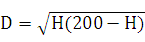 D = √H(200 − H)